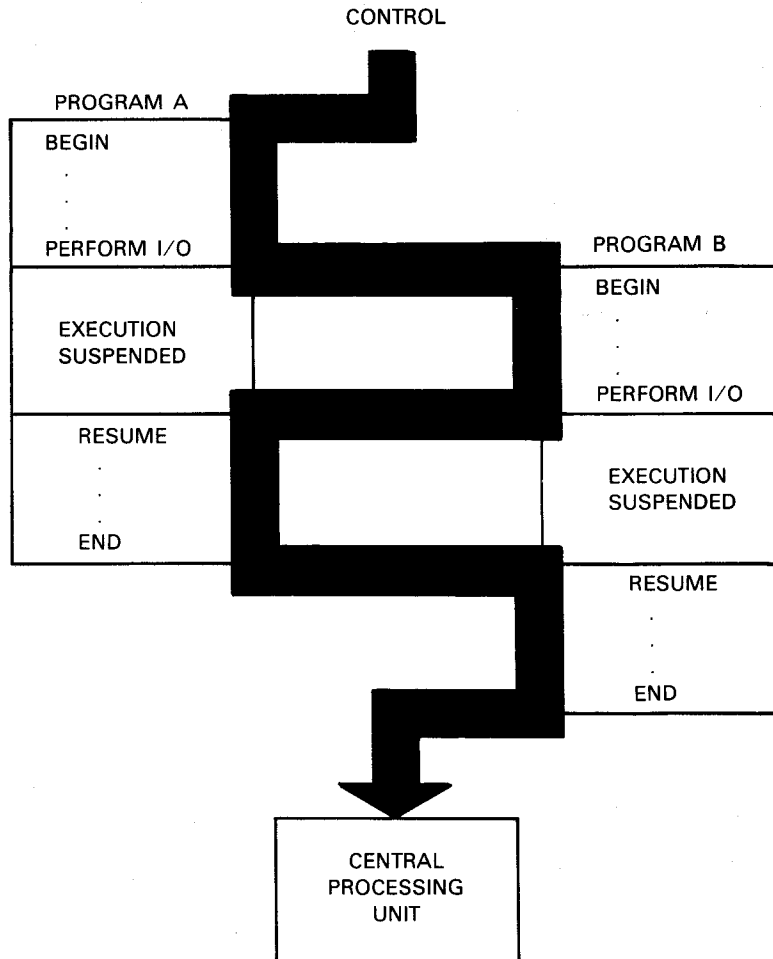 CONTROL
PROGRAM A
BEGIN
.
.
.
PERFORM I/O
PROGRAM B
BEGIN
.
.
.
EXECUTION
SUSPENDED
PERFORM I/O
RESUME
.
.
.
END
EXECUTION
SUSPENDED
RESUME
.
.
.
END
CENTRAL
PROCESSING
UNIT